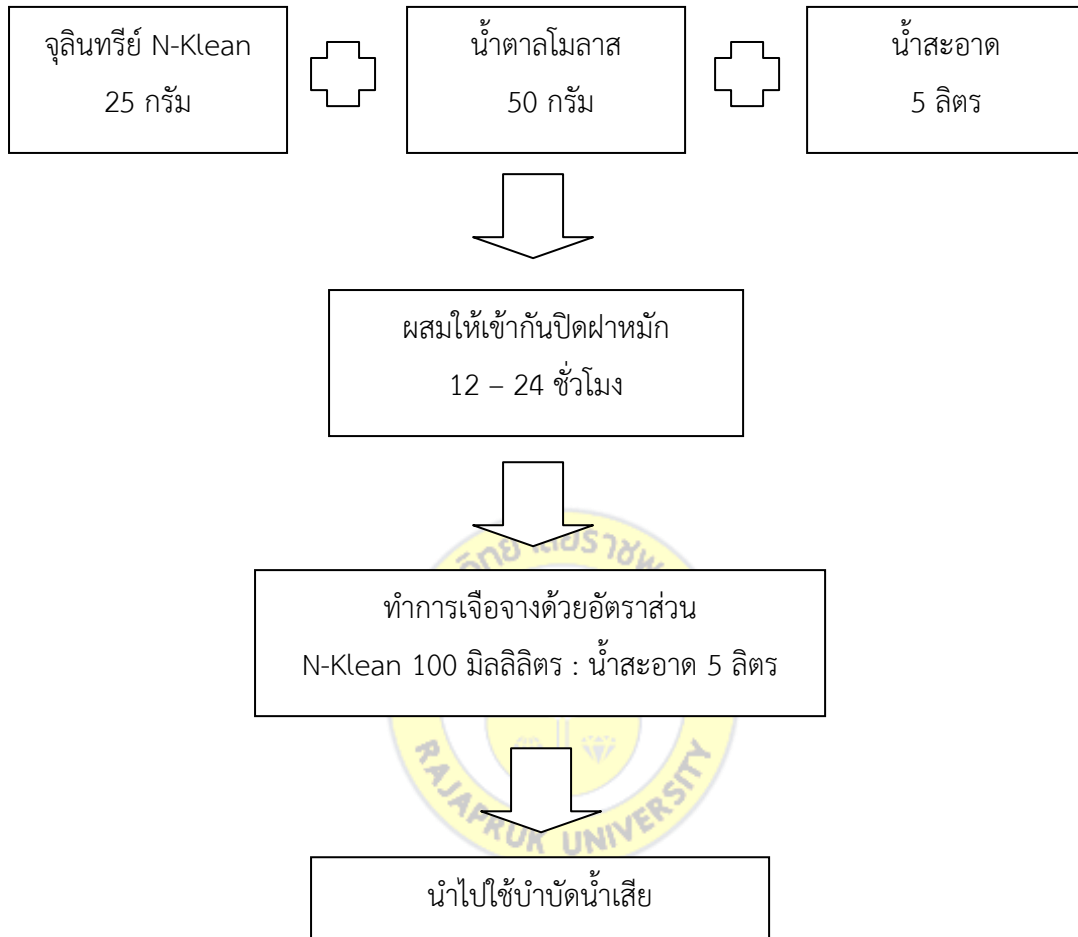 จุลินทรีย์ N-Klean
25 กรัม
น้ำตาลโมลาส
50 กรัม
น้ำสะอาด
5 ลิตร
ผสมให้เข้ากันปิดฝาหมัก
12 – 24 ชั่วโมง
ทำการเจือจางด้วยอัตราส่วน
N-Klean 100 มิลลิลิตร : น้ำสะอาด 5 ลิตร
RAJAPRUK UNIVERSITY
นำไปใช้บำบัดน้ำเสีย